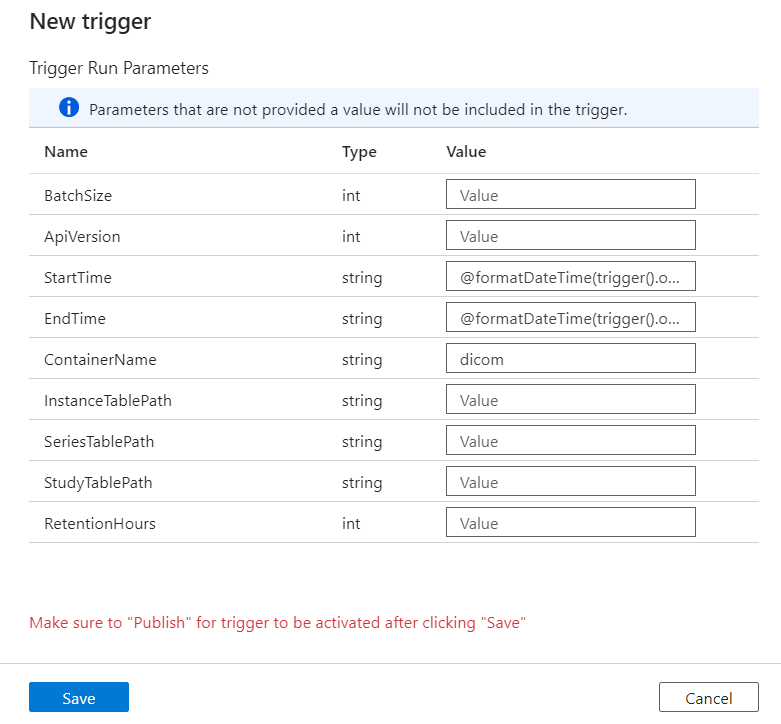 New trigger
Trigger Run Parameters
Parameters that are not provided a value will not be included in the trigger.
Name Type Value
BatchSize int Value
ApiVersion int Value
StartTime string @formatDateTime(trigger().o...
EndTime string @formatDateTime(trigger().o...
ContainerName string dicom
InstanceTablePath string Value
SeriesTablePath string Value
StudyTablePath string Value
RetentionHours int Value
Make sure to "Publish" for trigger to be activated after clicking "Save"
Save Cancel